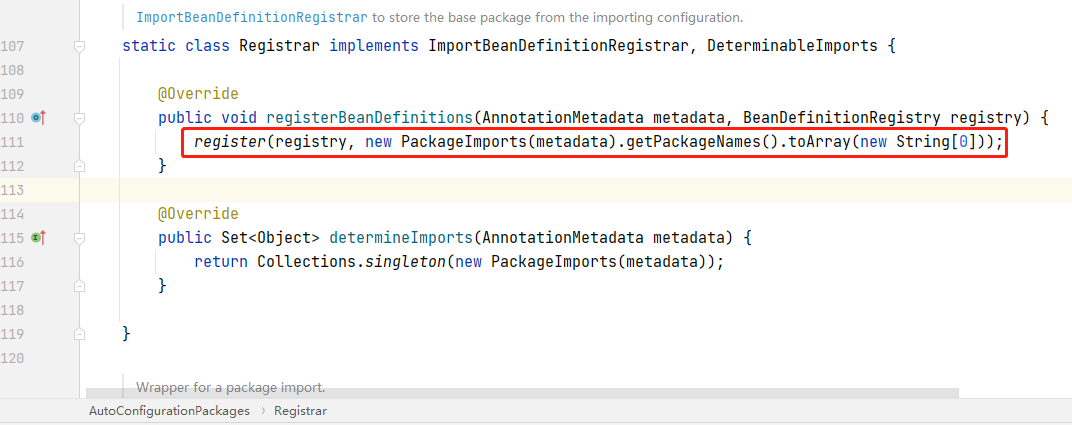 ImportBeanDefinitionRegistrar to store the base package from the importing configuration.
107 static class Registrar implements ImportBeanDefinitionRegistrar, DeterminableImports {
108
109 @Override
110 public void registerBeanDefinitions(AnnotationMetadata metadata, BeanDefinitionRegistry registry) {
111 register(registry, new PackageImports(metadata).getPackageNames().toArray(new String[0]));
112 }
113
114 @Override
115 public Set<Object> determineImports(AnnotationMetadata metadata) {
116 return Collections.singleton(new PackageImports(metadata));
117 }
118
119 }
120
Wrapper for a package import.
AutoConfigurationPackages > Registrar